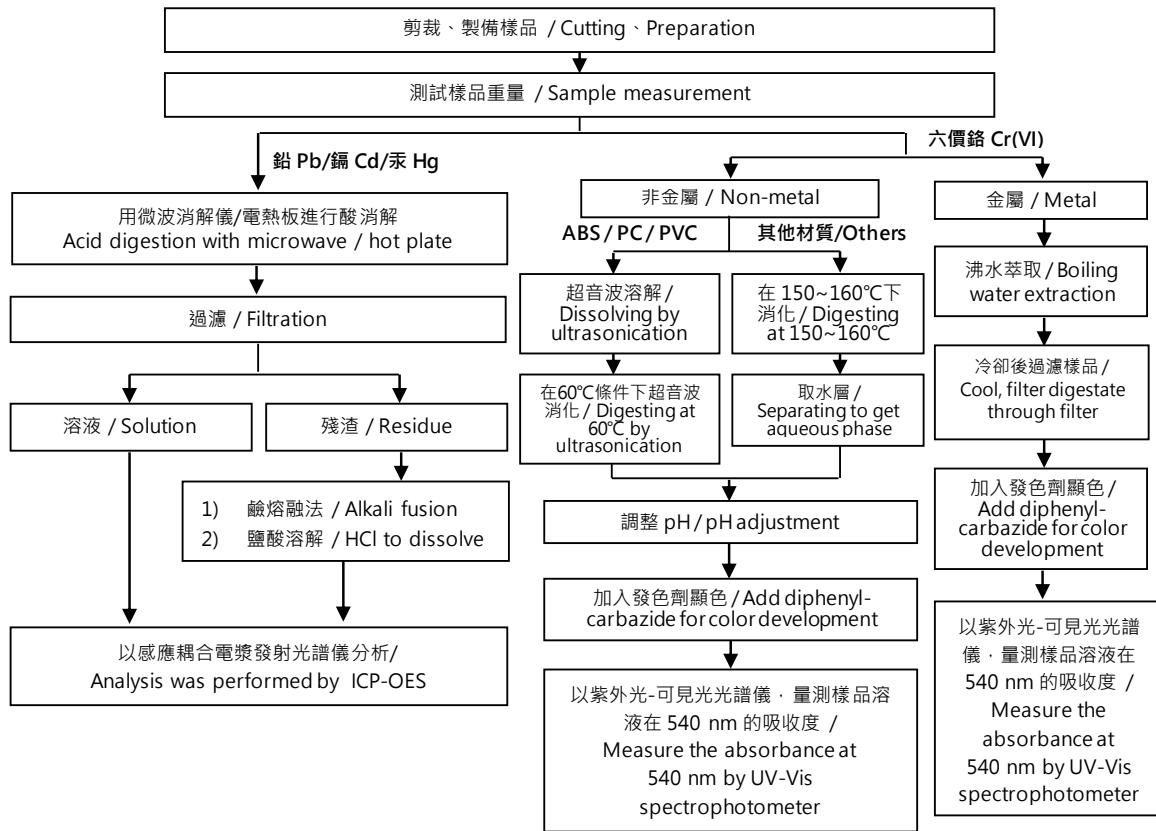 剪裁、製備樣品 / Cutting、Preparation
測試樣品重量 / Sample measurement
鉛 Pb/鎘 Cd/汞 Hg
六價鉻 Cr(VI)
用微波消解儀/電熱板進行酸消解
Acid digestion with microwave / hot plate
過濾 / Filtration
溶液 / Solution
殘渣 / Residue
1) 鹼熔融法 / Alkali fusion
2) 鹽酸溶解 / HCl to dissolve
以感應耦合電漿發射光譜儀分析/
Analysis was performed by ICP-OES
非金屬 / Non-metal
ABS / PC / PVC
其他材質/Others
超音波溶解 /
Dissolving by
ultrasonication
在60℃條件下超音波
消化 / Digesting at
60℃ by
ultrasonication
在 150~160℃下
消化 / Digesting
at 150~160℃
取水層 /
Separating to get
aqueous phase
調整 pH / pH adjustment
加入發色劑顯色 / Add diphenyl-
carbazide for color development
以紫外光-可見光光譜儀，量測樣品溶
液在 540 nm 的吸收度 /
Measure the absorbance at
540 nm by UV-Vis
spectrophotometer
金屬 / Metal
沸水萃取 / Boiling
water extraction
冷卻後過濾樣品 /
Cool, filter digestate
through filter
加入發色劑顯色 /
Add diphenyl-
carbazide for color
development
以紫外光-可見光光譜
儀，量測樣品溶液在
540 nm 的吸收度 /
Measure the
absorbance at
540 nm by UV-Vis
spectrophotometer